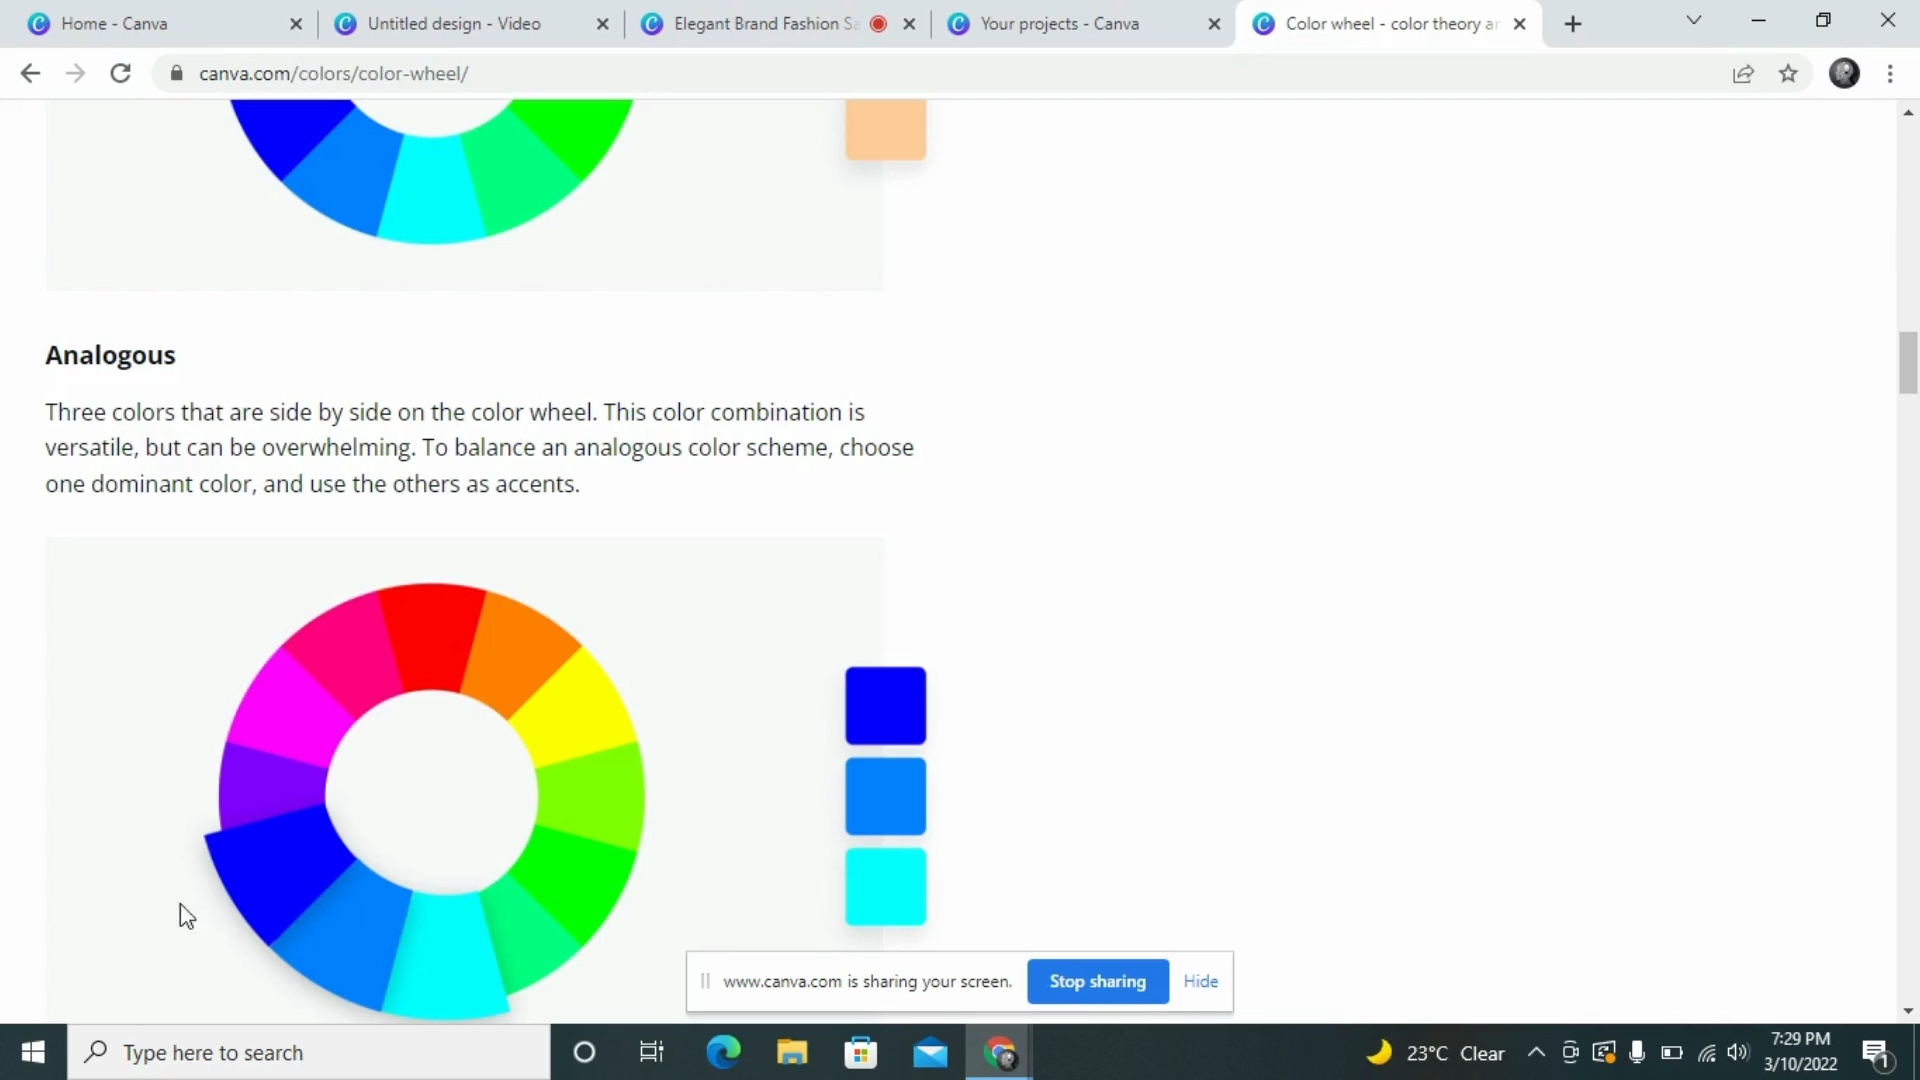 Home - Canva
Untitled design - Video
Elegant Brand Fashion Sa
Your projects - Canva
Color wheel - color theory an
canva.com/colors/color-wheel/
Analogous
Three colors that are side by side on the color wheel. This color combination is
versatile, but can be overwhelming. To balance an analogous color scheme, choose
one dominant color, and use the others as accents.
www.canva.com is sharing your screen.
Stop sharing
Hide
Type here to search
23°C Clear
7:29 PM
3/10/2022
1